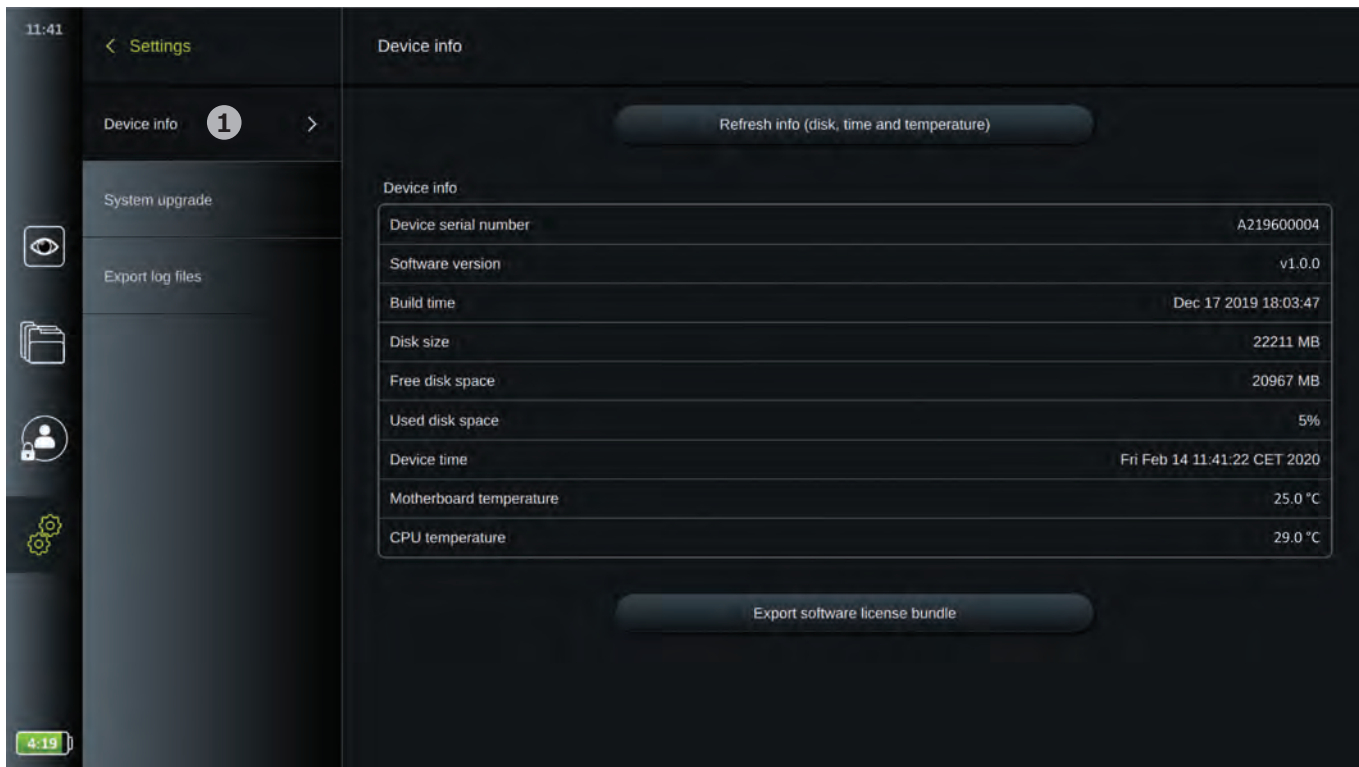 11:41
Settings
Device info
Device info 1
Refresh info (disk, time and temperature)
System upgrade
Export log files
Device info
Device serial number A219600004
Software version v1.0.0
Build time Dec 17 2019 18:03:47
Disk size 22211 MB
Free disk space 20967 MB
Used disk space 5%
Device time Fri Feb 14 11:41:22 CET 2020
Motherboard temperature 25.0 °C
CPU temperature 29.0 °C
Export software license bundle
4:19